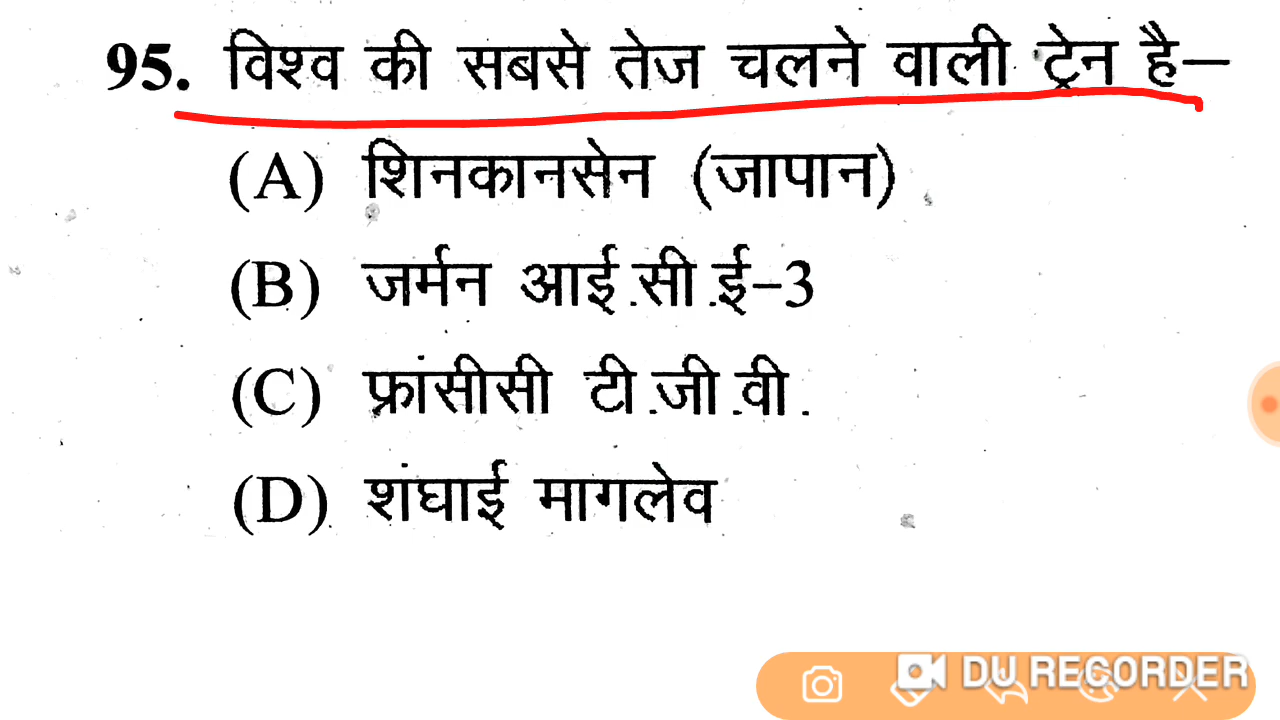 95. विश्व की सबसे तेज चलने वाली ट्रेन है–
(A) शिनकानसेन (जापान)
(B) जर्मन आई.सी.ई–3
(C) फ्रांसीसी टी.जी.वी.
(D) शंघाई मागलेव
DU RECORDER